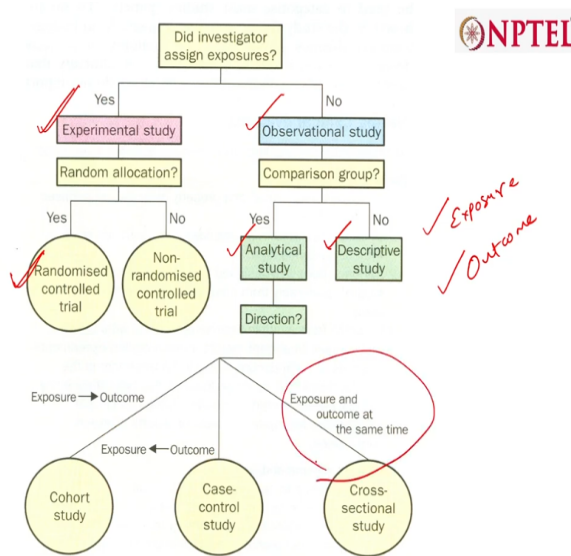 Did investigator
assign exposures?
NPTEL
Yes
No
Experimental study
Observational study
Random allocation?
Comparison group?
Yes
No
Yes
No
Exposure
Outcome
Randomised
controlled
trial
Non-
randomised
controlled
trial
Analytical
study
Descriptive
study
Direction?
Exposure → Outcome
Exposure and
outcome at
the same time
Exposure ← Outcome
Cohort
study
Case-
control
study
Cross-
sectional
study